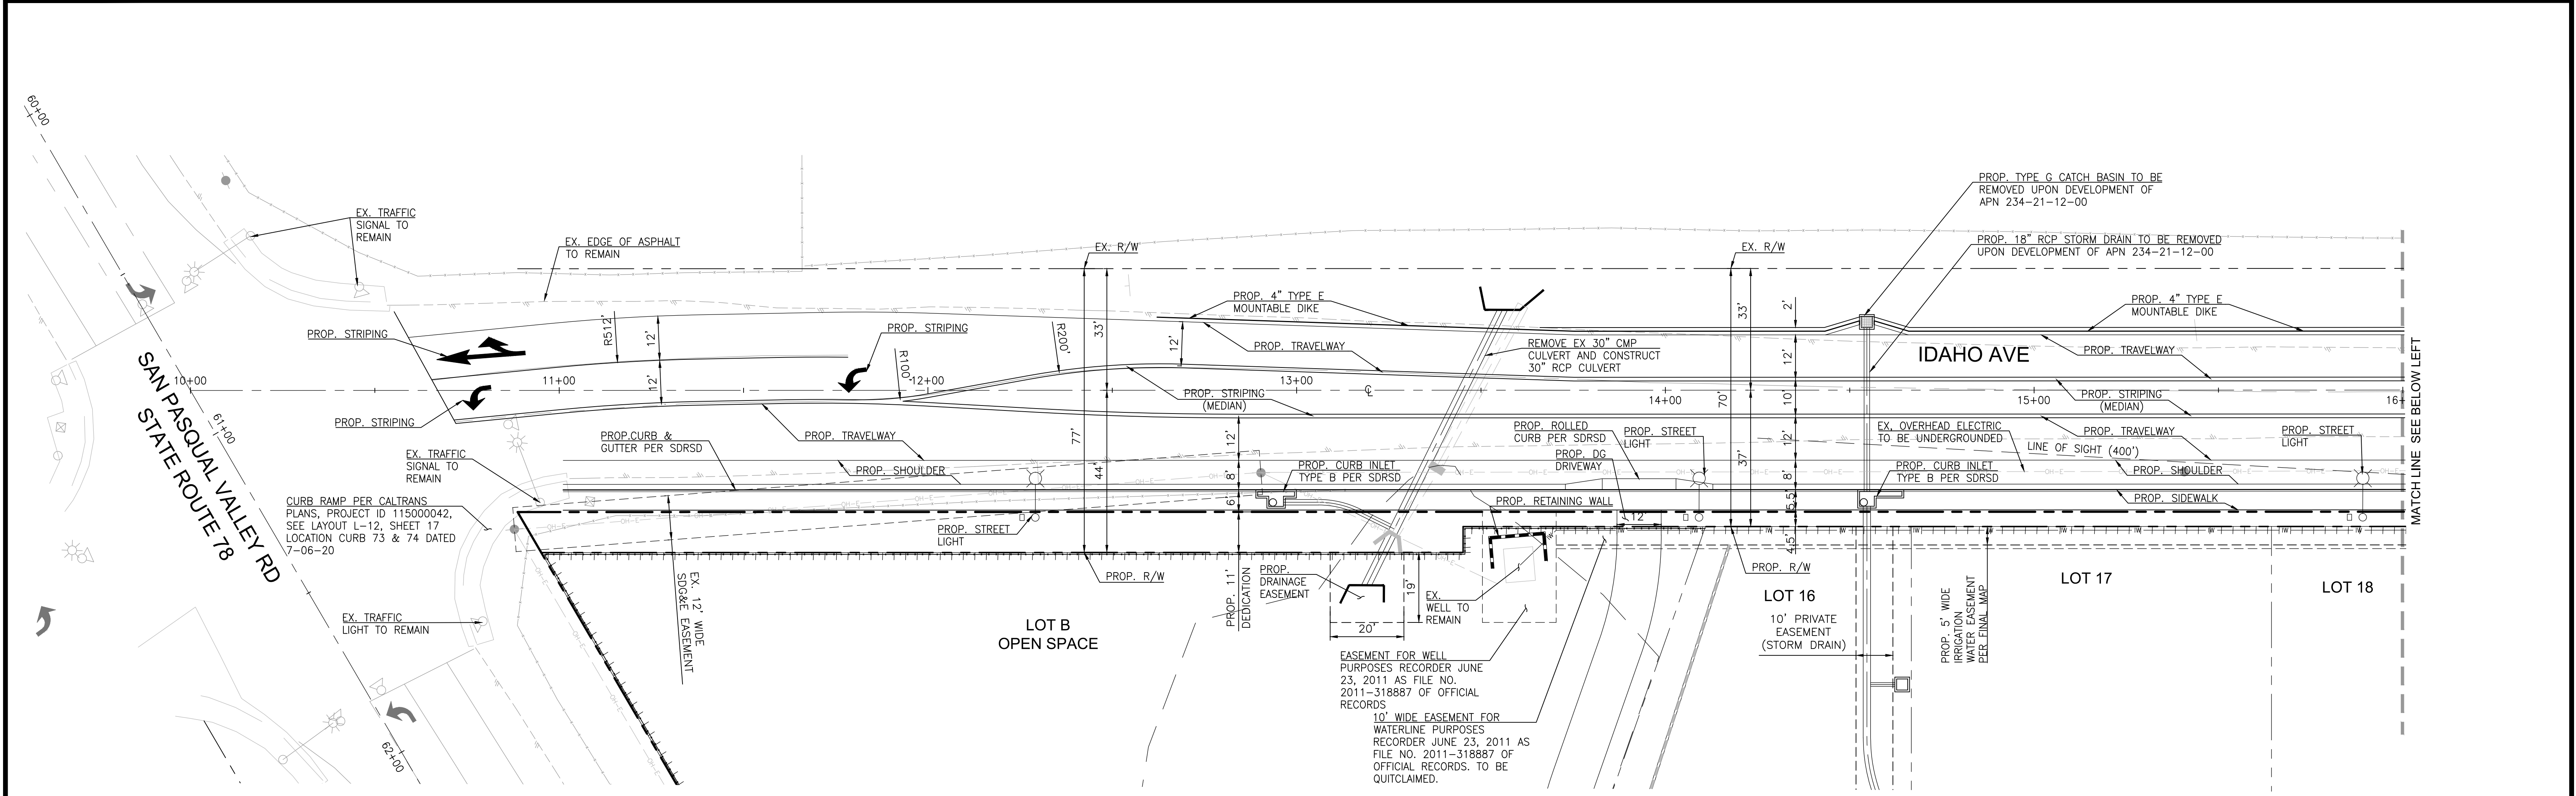 60+00
EX. TRAFFIC
SIGNAL TO
REMAIN
EX. EDGE OF ASPHALT
TO REMAIN
EX. R/W
EX. R/W
PROP. TYPE G CATCH BASIN TO BE
REMOVED UPON DEVELOPMENT OF
APN 234-21-12-00
PROP. 18" RCP STORM DRAIN TO BE REMOVED
UPON DEVELOPMENT OF APN 234-21-12-00
PROP. 4" TYPE E
MOUNTABLE DIKE
PROP. 4" TYPE E
MOUNTABLE DIKE
PROP. STRIPING
R512'
12'
PROP. STRIPING
R100'
R200'
33'
12'
PROP. TRAVELWAY
REMOVE EX 30" CMP
CULVERT AND CONSTRUCT
30" RCP CULVERT
33'
2'
12'
IDAHO AVE
PROP. TRAVELWAY
10+00
11+00
12+00
13+00
14+00
15+00
16+
12'
PROP. STRIPING
(MEDIAN)
70'
10'
PROP. STRIPING
(MEDIAN)
SAN PASQUAL VALLEY RD
STATE ROUTE 78
61+00
62+00
PROP. STRIPING
PROP.CURB &
GUTTER PER SDRSD
PROP. TRAVELWAY
77'
44'
12'
PROP. ROLLED
CURB PER SDRSD
PROP. STREET
LIGHT
37'
12'
EX, OVERHEAD ELECTRIC
TO BE UNDERGROUNDED
PROP. TRAVELWAY
LINE OF SIGHT (400')
PROP. STREET
LIGHT
EX. TRAFFIC
SIGNAL TO
REMAIN
PROP. SHOULDER
8'
PROP. CURB INLET
TYPE B PER SDRSD
PROP. DG
DRIVEWAY
8'
PROP. CURB INLET
TYPE B PER SDRSD
PROP. SHOULDER
CURB RAMP PER CALTRANS
PLANS, PROJECT ID 115000042,
SEE LAYOUT L-12, SHEET 17
LOCATION CURB 73 & 74 DATED
7-06-20
6'
PROP. RETAINING WALL
5.5'
PROP. SIDEWALK
PROP. STREET
LIGHT
12'
4.5'
EX. 12' WIDE
SDG&E EASEMENT
PROP. R/W
PROP. 11'
DEDICATION
PROP.
DRAINAGE
EASEMENT
19'
20'
EX.
WELL TO
REMAIN
PROP. R/W
EX. TRAFFIC
LIGHT TO REMAIN
LOT B
OPEN SPACE
LOT 16
10' PRIVATE
EASEMENT
(STORM DRAIN)
PROP. 5' WIDE
IRRIGATION
WATER EASEMENT
PER FINAL MAP
LOT 17
LOT 18
EASEMENT FOR WELL
PURPOSES RECORDER JUNE
23, 2011 AS FILE NO.
2011-318887 OF OFFICIAL
RECORDS
10' WIDE EASEMENT FOR
WATERLINE PURPOSES
RECORDER JUNE 23, 2011 AS
FILE NO. 2011-318887 OF
OFFICIAL RECORDS. TO BE
QUITCLAIMED.
MATCH LINE SEE BELOW LEFT